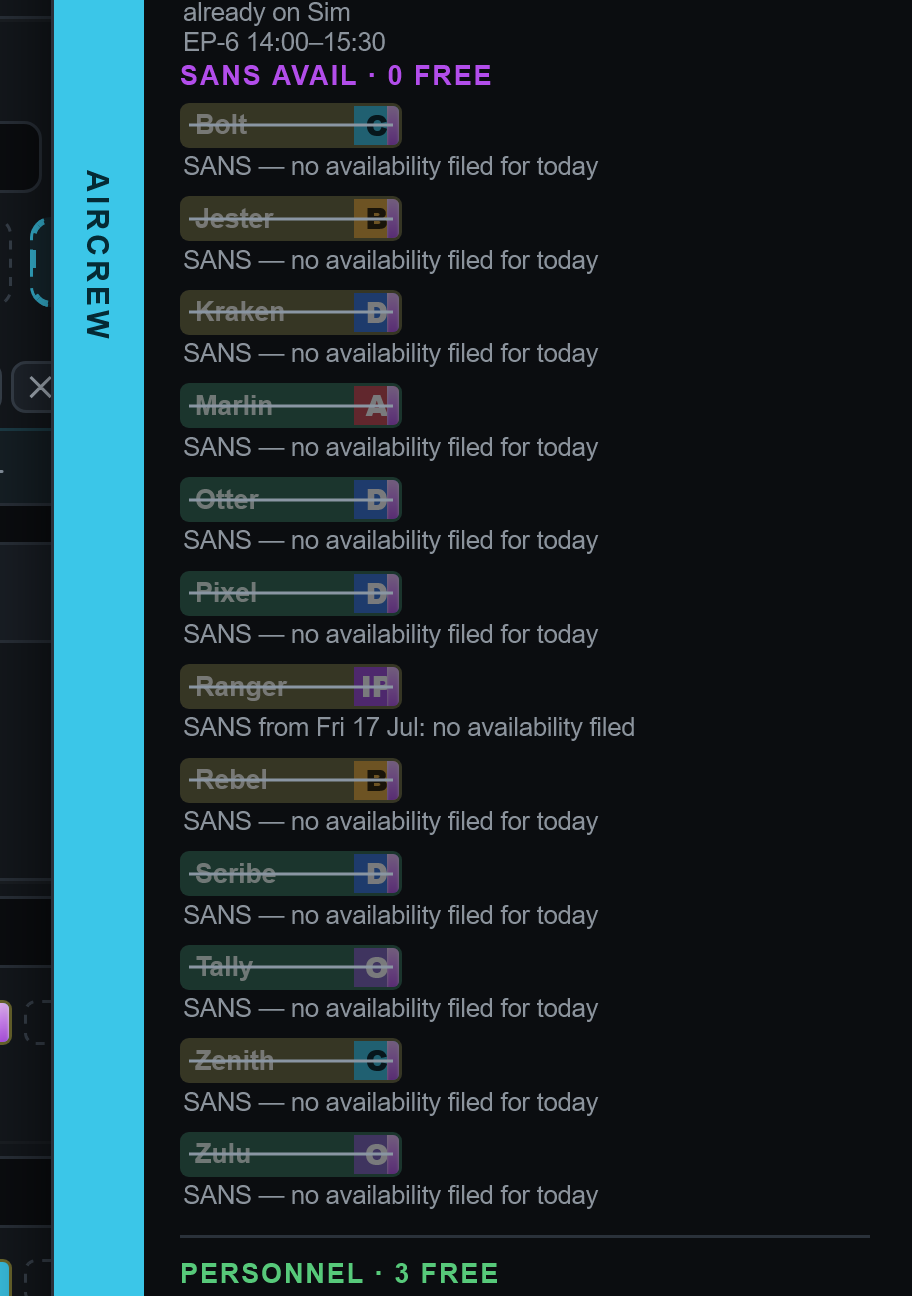 already on Sim
EP-6 14:00–15:30
SANS AVAIL · 0 FREE
AIRCREW
Bolt C
SANS — no availability filed for today
Jester B
SANS — no availability filed for today
Kraken D
SANS — no availability filed for today
Marlin A
SANS — no availability filed for today
Otter D
SANS — no availability filed for today
Pixel D
SANS — no availability filed for today
Ranger IP
SANS from Fri 17 Jul: no availability filed
Rebel B
SANS — no availability filed for today
Scribe D
SANS — no availability filed for today
Tally O
SANS — no availability filed for today
Zenith C
SANS — no availability filed for today
Zulu O
SANS — no availability filed for today
PERSONNEL · 3 FREE